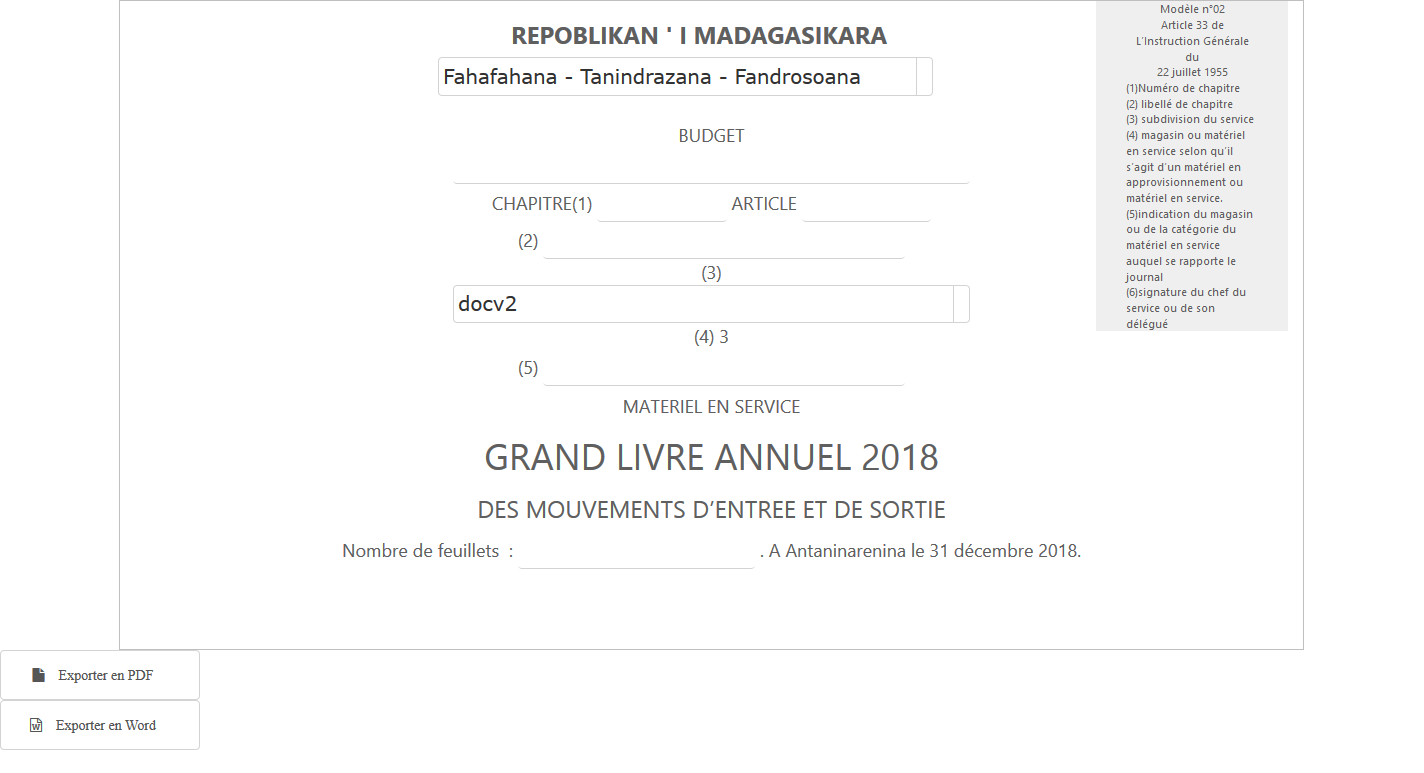 REPOBLIKAN ' I MADAGASIKARA
Fahafahana - Tanindrazana - Fandrosoana
BUDGET
CHAPITRE(1) ARTICLE
(2)
(3)
docv2
(4) 3
(5)
MATERIEL EN SERVICE
GRAND LIVRE ANNUEL 2018
DES MOUVEMENTS D’ENTREE ET DE SORTIE
Nombre de feuillets : . A Antaninarenina le 31 décembre 2018.
Modèle n°02
Article 33 de
L’Instruction Générale
du
22 juillet 1955
(1)Numéro de chapitre
(2) libellé de chapitre
(3) subdivision du service
(4) magasin ou matériel
en service selon qu’il
s’agit d’un matériel en
approvisionnement ou
matériel en service.
(5)indication du magasin
ou de la catégorie du
matériel en service
auquel se rapporte le
journal
(6)signature du chef du
service ou de son
délégué
Exporter en PDF
Exporter en Word